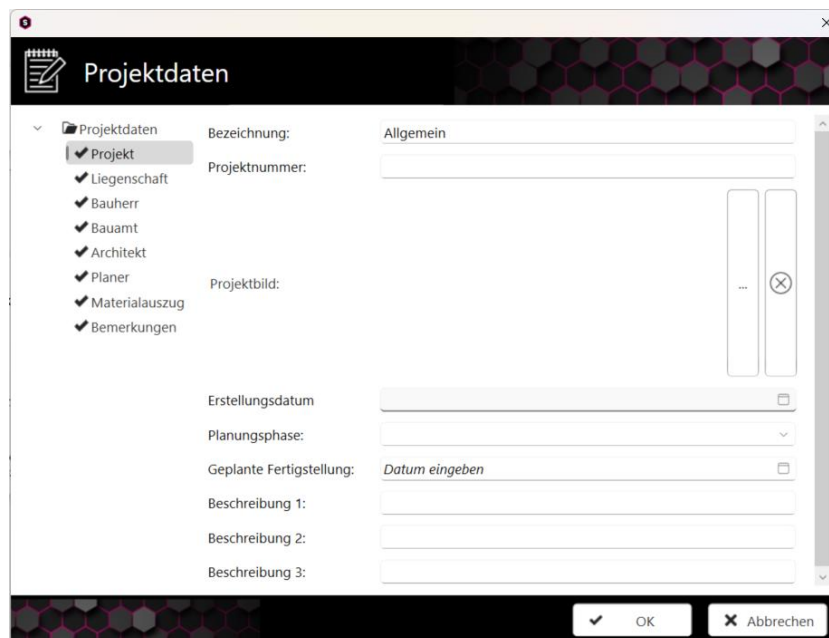 Projektdaten
Projektdaten
Projekt
Liegenschaft
Bauherr
Bauamt
Architekt
Planer
Materialauszug
Bemerkungen
Bezeichnung: Allgemein
Projektnummer:
Projektbild: ...
Erstellungsdatum
Planungsphase:
Geplante Fertigstellung: Datum eingeben
Beschreibung 1:
Beschreibung 2:
Beschreibung 3:
OK Abbrechen